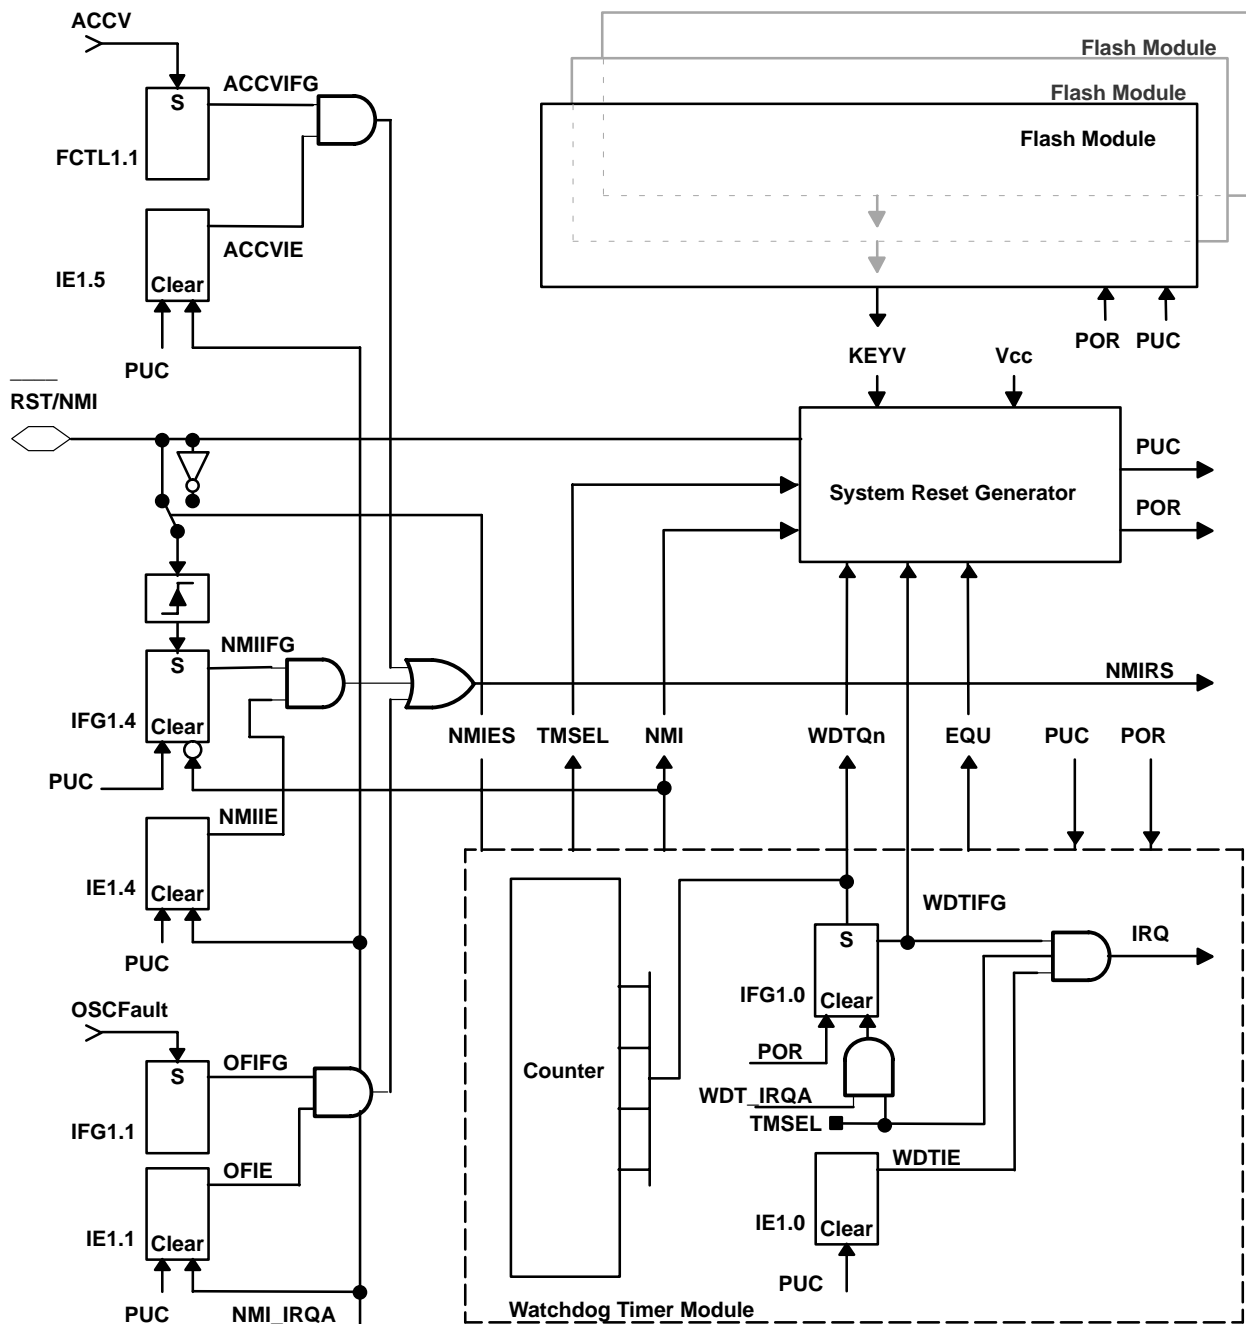 ACCV
Flash Module
Flash Module
Flash Module
ACCVIFG
S
FCTL1.1
ACCVIE
IE1.5
Clear
PUC
POR
PUC
KEYV
Vcc
RST/NMI
System Reset Generator
PUC
POR
NMIIFG
S
IFG1.4
Clear
NMIRS
NMIES
TMSEL
NMI
WDTQn
EQU
PUC
POR
PUC
NMIIE
IE1.4
Clear
PUC
WDTIFG
S
IRQ
IFG1.0
Clear
OSCFault
S
OFIFG
IFG1.1
Counter
POR
WDT_IRQA
TMSEL
OFIE
IE1.1
Clear
WDTIE
IE1.0
Clear
PUC
PUC
NMI_IRQA
Watchdog Timer Module